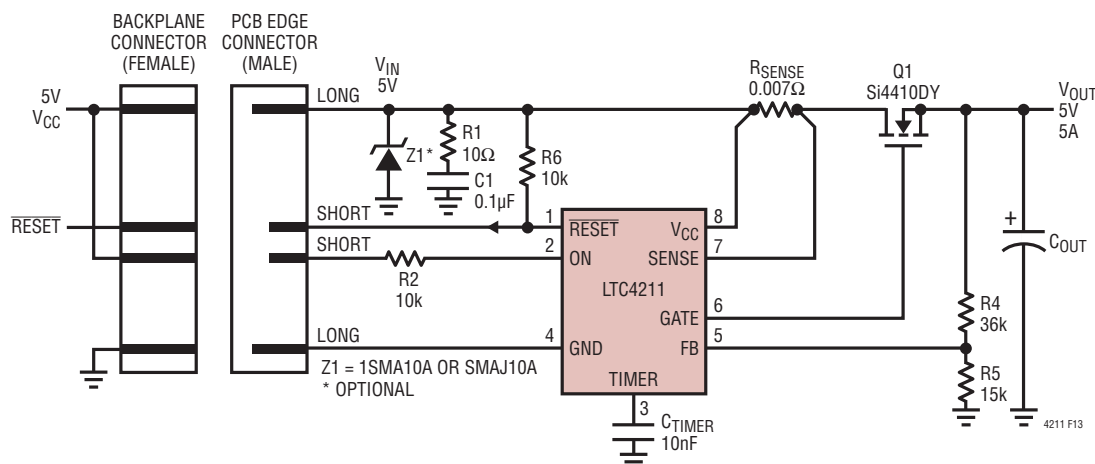 BACKPLANE
CONNECTOR
(FEMALE)
PCB EDGE
CONNECTOR
(MALE)
VIN
5V
RSENSE
0.007Ω
Q1
Si4410DY
5V
VCC
LONG
VOUT
5V
5A
Z1*
R1
10Ω
C1
0.1µF
R6
10k
RESET
SHORT
1
RESET
VCC
8
SHORT
2
ON
SENSE
7
R2
10k
LTC4211
+
COUT
GATE
6
R4
36k
LONG
4
GND
FB
5
Z1 = 1SMA10A OR SMAJ10A
* OPTIONAL
TIMER
R5
15k
3
CTIMER
10nF
4211 F13